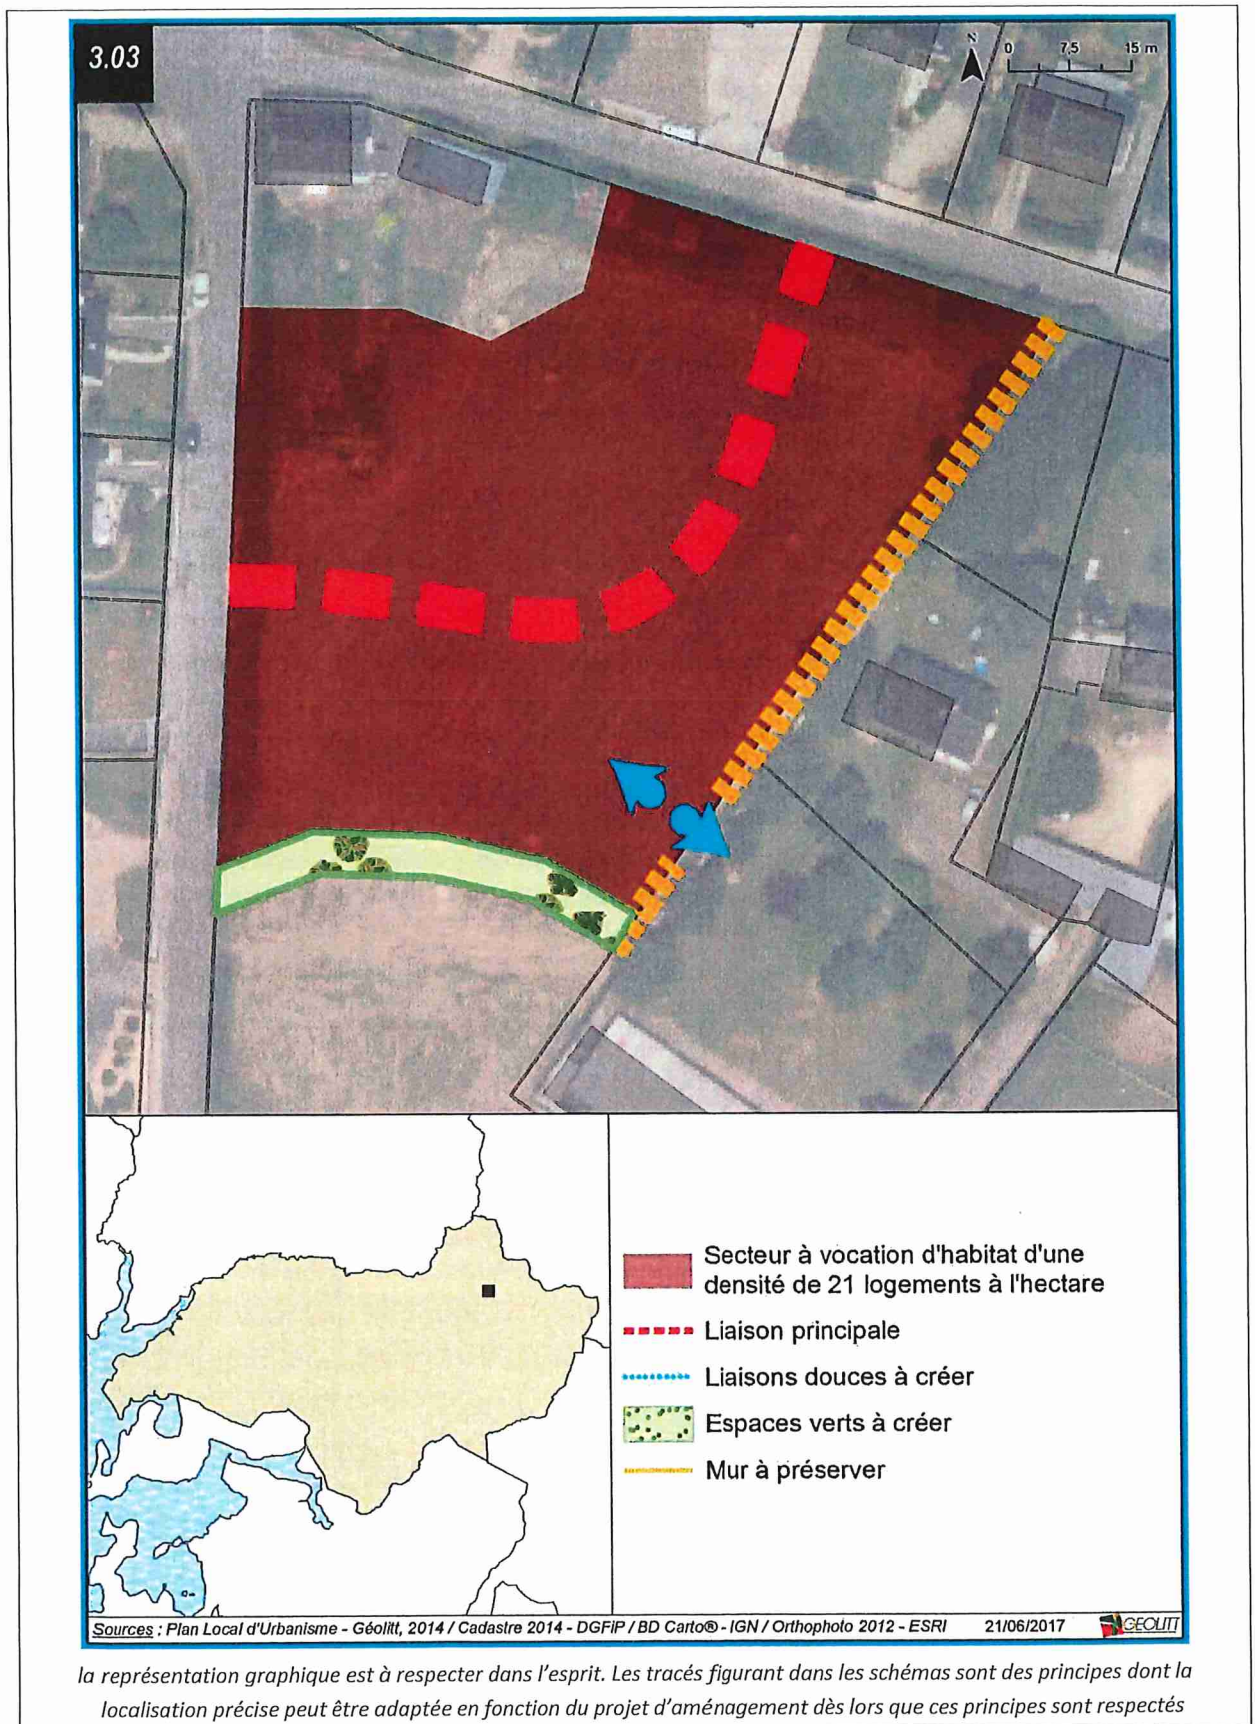 3.03
N
0 7,5 15 m
Secteur à vocation d'habitat d'une
densité de 21 logements à l'hectare
Liaison principale
Liaisons douces à créer
Espaces verts à créer
Mur à préserver
Sources : Plan Local d'Urbanisme - Géolitt, 2014 / Cadastre 2014 - DGFiP / BD Carto® - IGN / Orthophoto 2012 - ESRI 21/06/2017 GEOLITT
la représentation graphique est à respecter dans l'esprit. Les tracés figurant dans les schémas sont des principes dont la
localisation précise peut être adaptée en fonction du projet d'aménagement dès lors que ces principes sont respectés